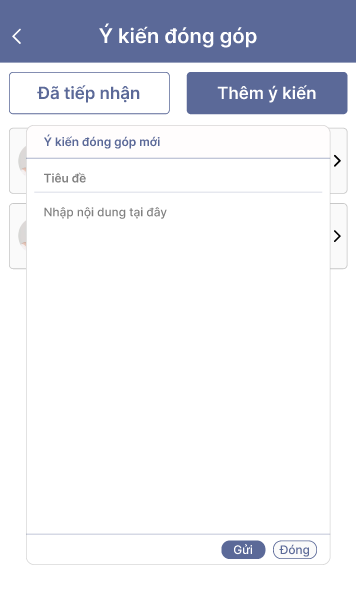 Ý kiến đóng góp
Đã tiếp nhận
Thêm ý kiến
Ý kiến đóng góp mới
Tiêu đề
Nhập nội dung tại đây
Gửi
Đóng